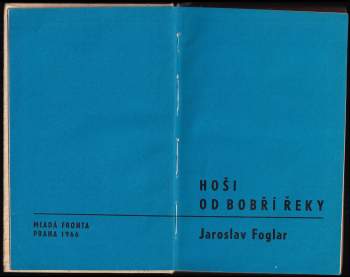 HOŠI
OD BOBŘÍ ŘEKY
Jaroslav Foglar
MLADÁ FRONTA
PRAHA 1966